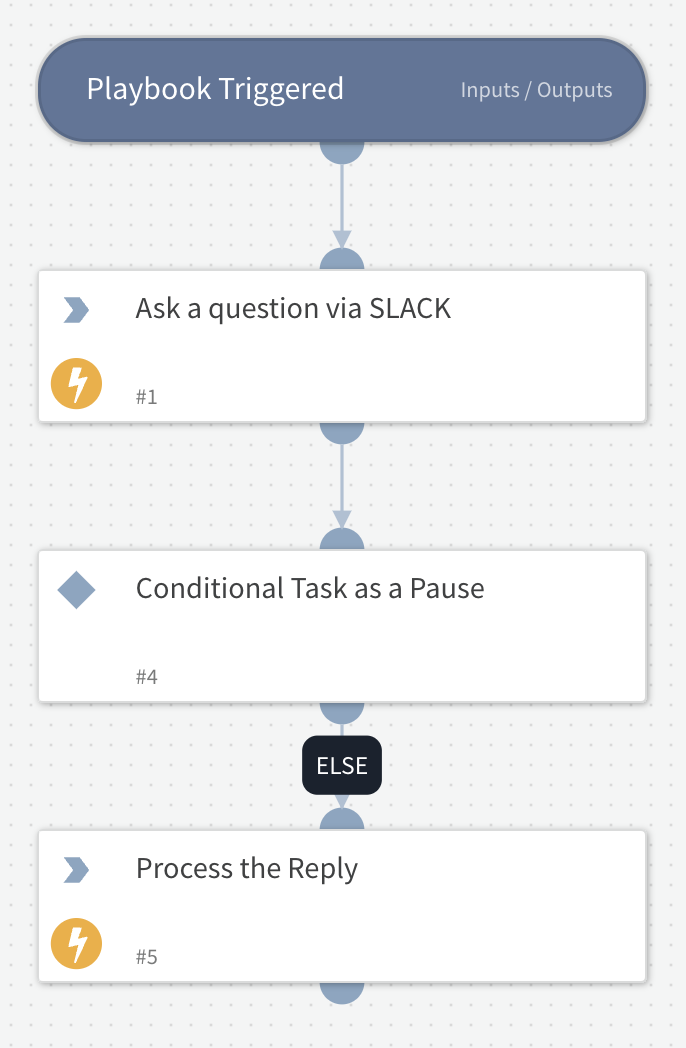 Playbook Triggered Inputs / Outputs
Ask a question via SLACK
#1
Conditional Task as a Pause
#4
ELSE
Process the Reply
#5